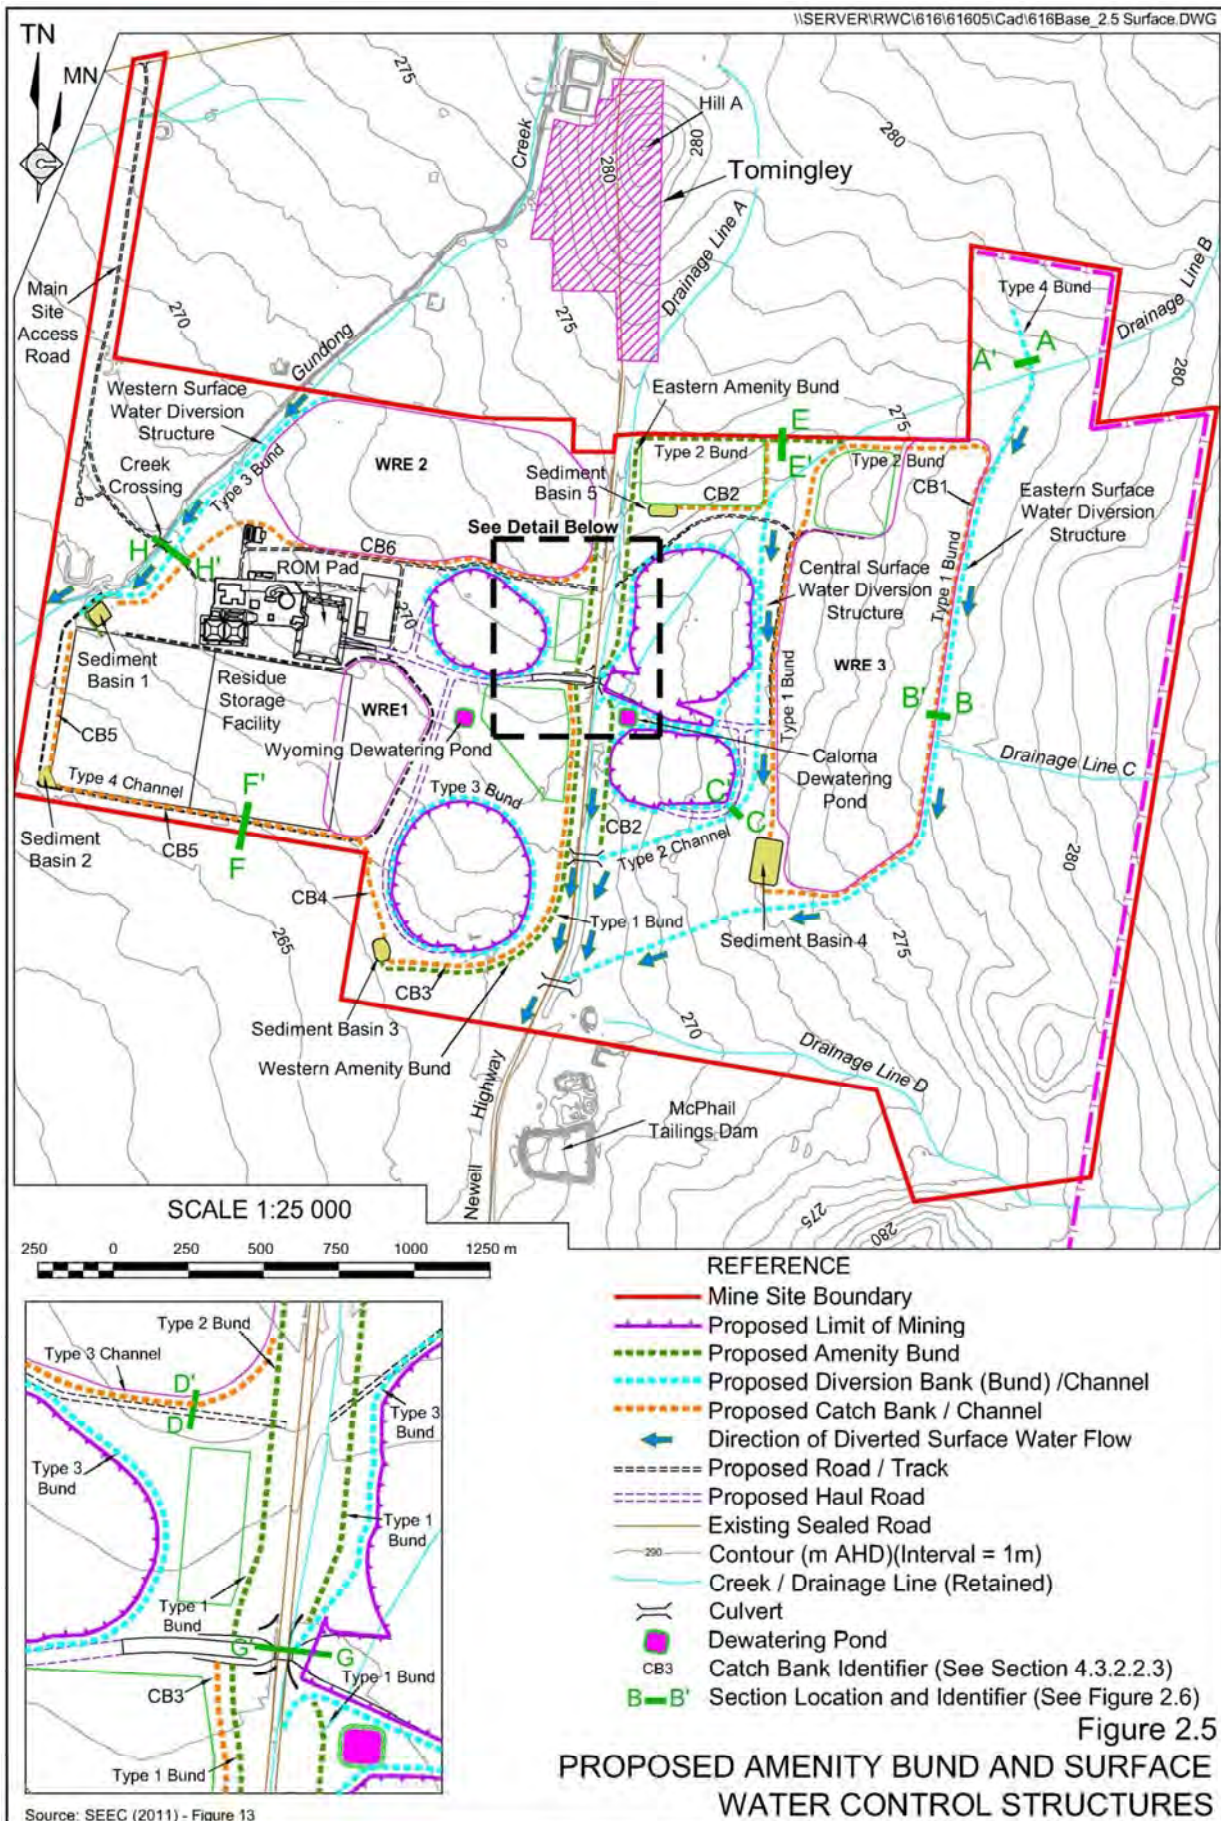 \\SERVER\RWC\616\61605\Cad\616Base_2.5 Surface.DWG
TN
MN
275
Creek
Hill A
280
280
280
Tomingley
Main
Site
Access
Road
270
275
Drainage Line A
Type 4 Bund
Drainage Line B
A
A'
280
Gundong
Western Surface
Water Diversion
Structure
Eastern Amenity Bund
275
E
E'
WRE 2
Type 2 Bund
Type 2 Bund
Sediment
Basin 5
CB2
CB1
Creek
Crossing
Type 3 Bund
Eastern Surface
Water Diversion
Structure
See Detail Below
H
H'
CB6
ROM Pad
270
Central Surface
Water Diversion
Structure
Type 1 Bund
Sediment
Basin 1
Residue
Storage
Facility
WRE 3
WRE1
Type 1 Bund
B'
B
CB5
Wyoming Dewatering Pond
Caloma
Dewatering
Pond
Drainage Line C
Type 4 Channel
F'
Type 3 Bund
C'
C
CB2
Type 2 Channel
Sediment
Basin 2
CB5
F
280
CB4
265
Type 1 Bund
Sediment Basin 4
275
CB3
Sediment Basin 3
Western Amenity Bund
270
Drainage Line D
Newell Highway
McPhail
Tailings Dam
275
280
SCALE 1:25 000
250 0 250 500 750 1000 1250 m
REFERENCE
Mine Site Boundary
Proposed Limit of Mining
Proposed Amenity Bund
Proposed Diversion Bank (Bund) /Channel
Proposed Catch Bank / Channel
Direction of Diverted Surface Water Flow
Proposed Road / Track
Proposed Haul Road
Existing Sealed Road
290 Contour (m AHD)(Interval = 1m)
Creek / Drainage Line (Retained)
Culvert
Dewatering Pond
CB3 Catch Bank Identifier (See Section 4.3.2.2.3)
B B' Section Location and Identifier (See Figure 2.6)
Type 2 Bund
Type 3 Channel
D'
D
Type 3
Bund
Type 3
Bund
Type 1
Bund
Type 1
Bund
G
G
Type 1 Bund
CB3
Type 1 Bund
Source: SEEC (2011) - Figure 13
Figure 2.5
PROPOSED AMENITY BUND AND SURFACE
WATER CONTROL STRUCTURES